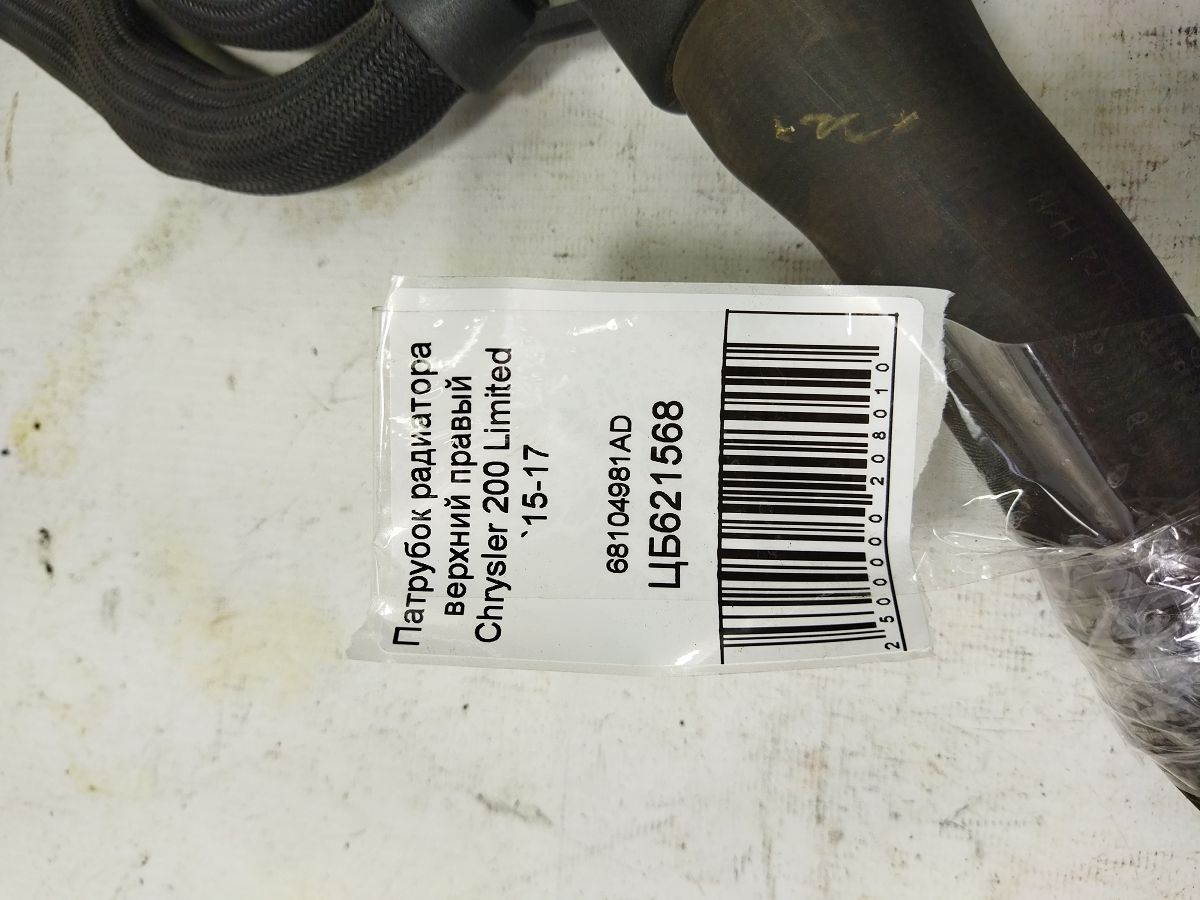 Патрубок радиатора
верхний правый
Chrysler 200 Limited
`15-17
68104981AD
ЦБ621568
2500000208010